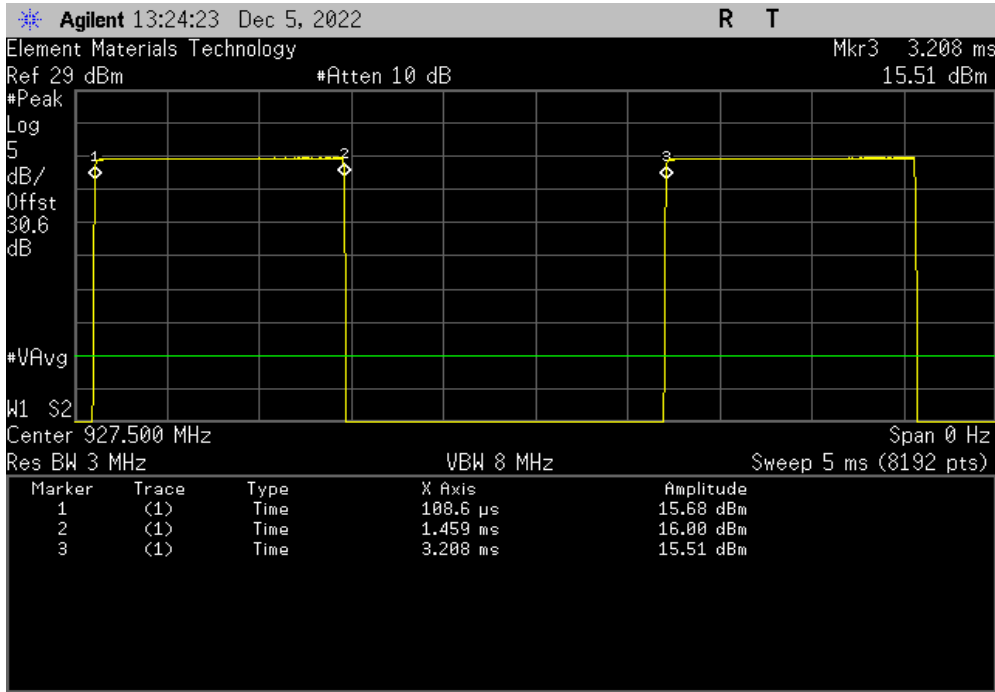 Agilent 13:24:23 Dec 5, 2022 R T
Element Materials Technology Mkr3 3.208 ms
Ref 29 dBm #Atten 10 dB 15.51 dBm
#Peak
Log
5
dB/
Offst
30.6
dB
1 2 3
#VAvg
W1 S2
Center 927.500 MHz Span 0 Hz
Res BW 3 MHz VBW 8 MHz Sweep 5 ms (8192 pts)
Marker Trace Type X Axis Amplitude
1 (1) Time 108.6 µs 15.68 dBm
2 (1) Time 1.459 ms 16.00 dBm
3 (1) Time 3.208 ms 15.51 dBm